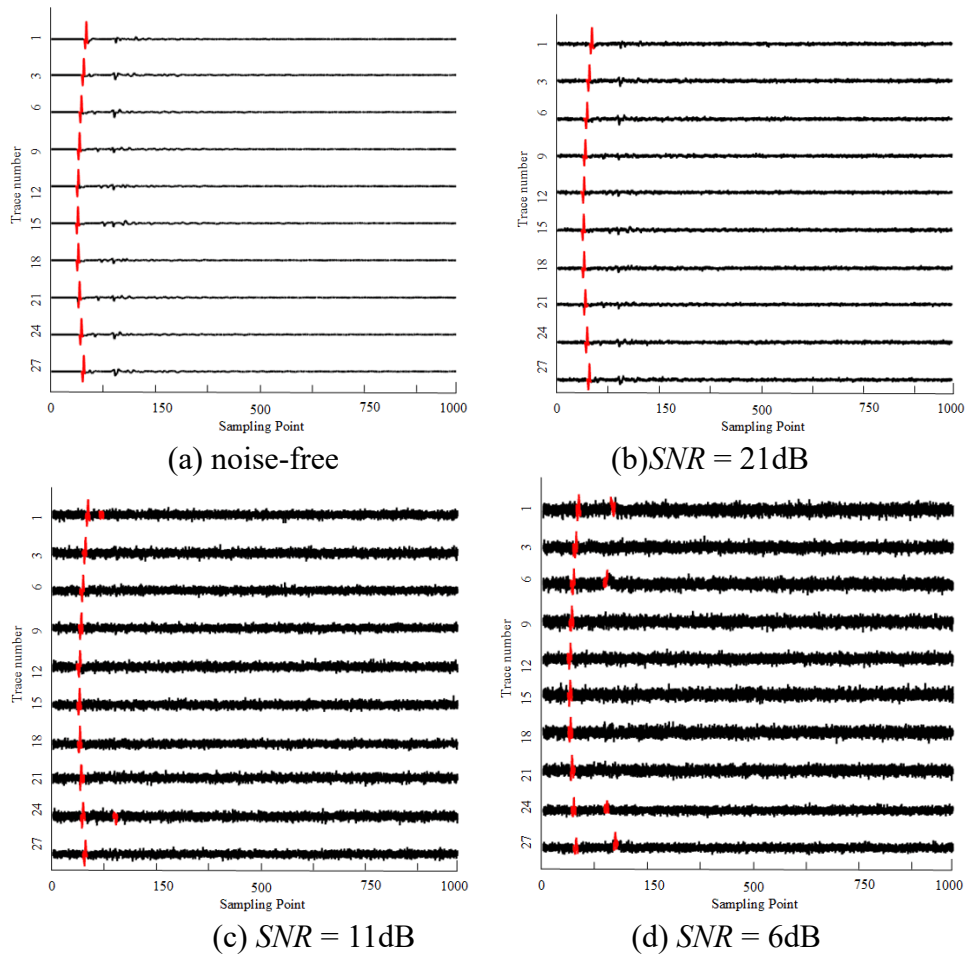 1
3
6
9
12
15
18
21
24
27
Trace number
0 150 500 750 1000
Sampling Point
(a) noise-free
1
3
6
9
12
15
18
21
24
27
Trace number
0 150 500 750 1000
Sampling Point
(b)SNR = 21dB
1
3
6
9
12
15
18
21
24
27
Trace number
0 150 500 750 1000
Sampling Point
(c) SNR = 11dB
1
3
6
9
12
15
18
21
24
27
Trace number
0 150 500 750 1000
Sampling Point
(d) SNR = 6dB